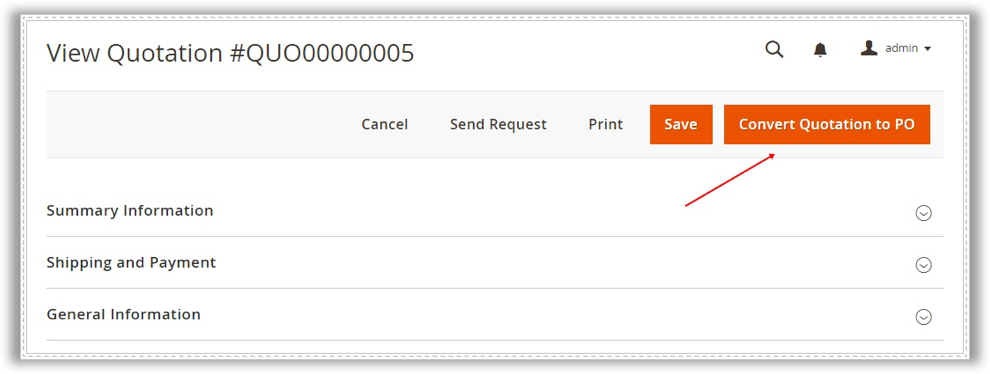 View Quotation #QUO00000005
admin
Cancel Send Request Print Save Convert Quotation to PO
Summary Information
Shipping and Payment
General Information